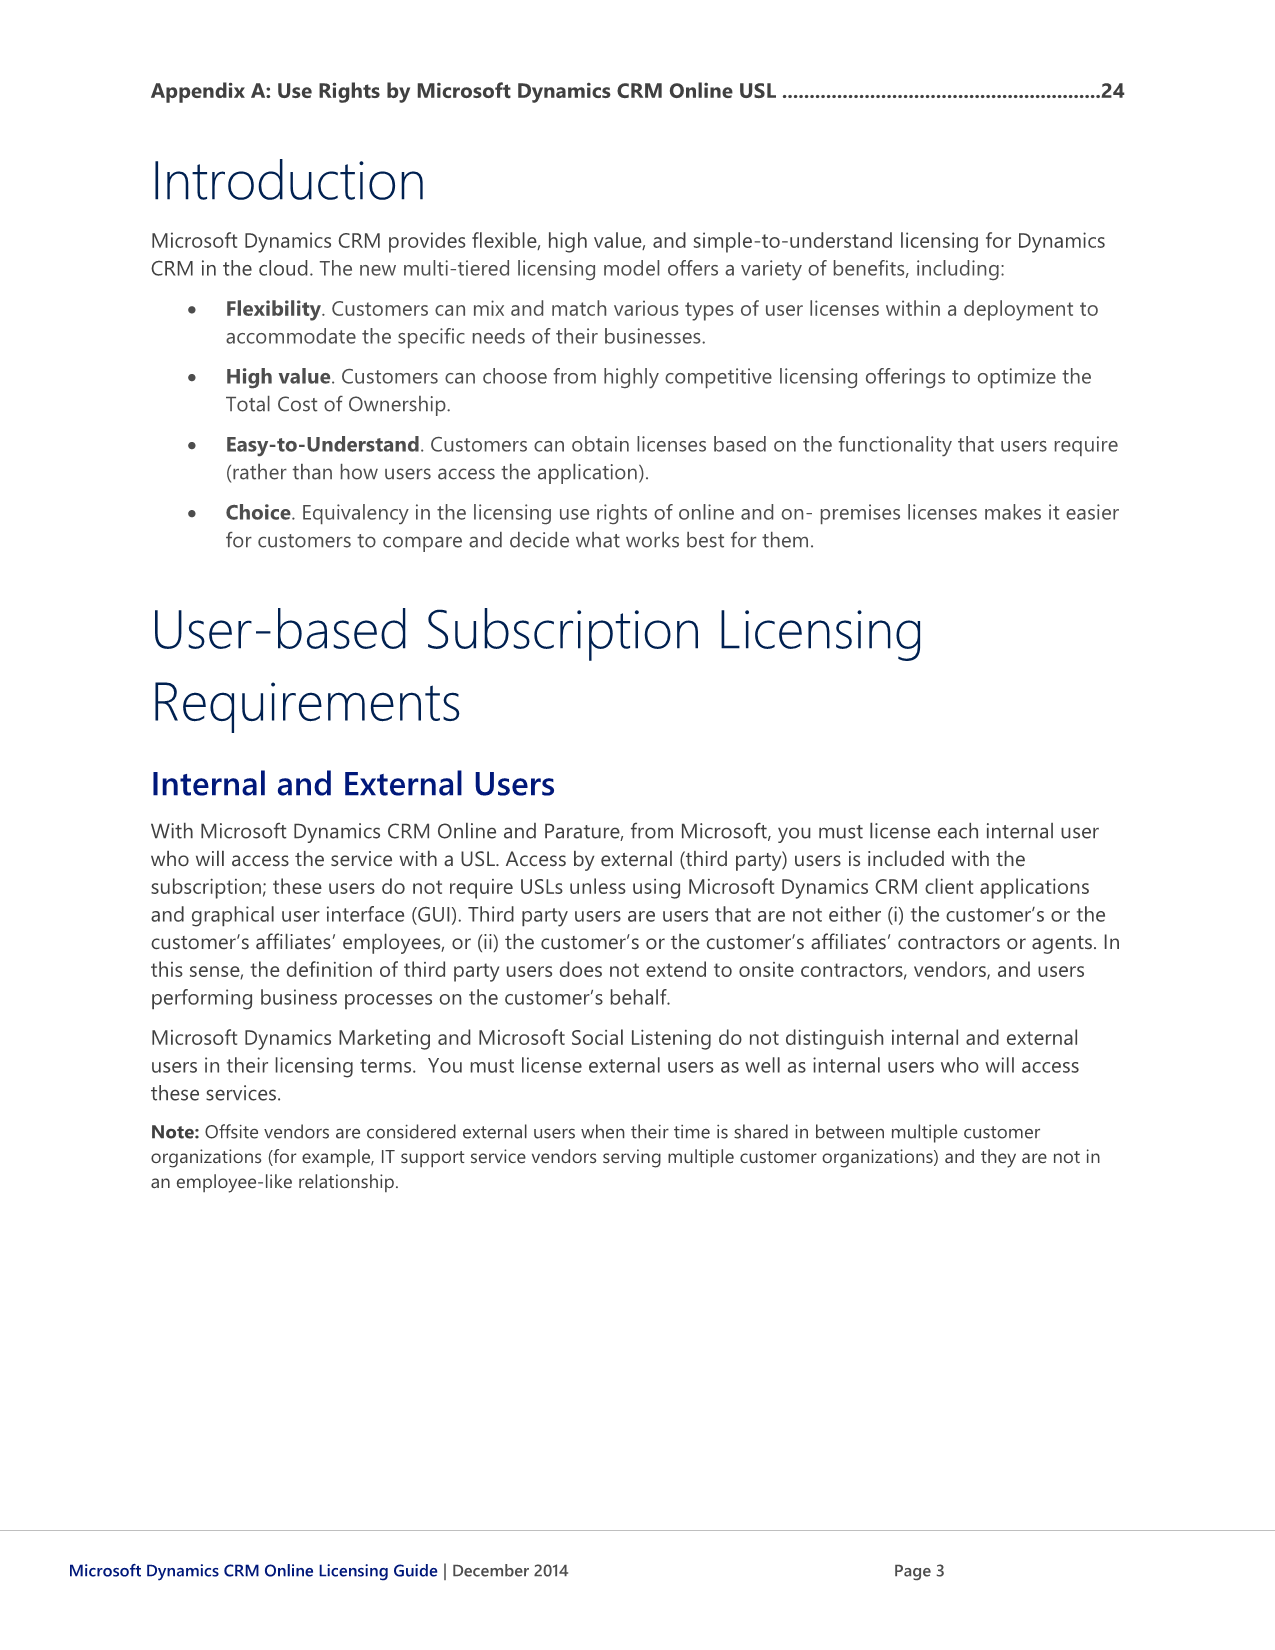 Appendix A: Use Rights by Microsoft Dynamics CRM Online USL ..........................................................24
Introduction
Microsoft Dynamics CRM provides flexible, high value, and simple-to-understand licensing for Dynamics
CRM in the cloud. The new multi-tiered licensing model offers a variety of benefits, including:
• Flexibility. Customers can mix and match various types of user licenses within a deployment to
accommodate the specific needs of their businesses.
• High value. Customers can choose from highly competitive licensing offerings to optimize the
Total Cost of Ownership.
• Easy-to-Understand. Customers can obtain licenses based on the functionality that users require
(rather than how users access the application).
• Choice. Equivalency in the licensing use rights of online and on- premises licenses makes it easier
for customers to compare and decide what works best for them.
User-based Subscription Licensing
Requirements
Internal and External Users
With Microsoft Dynamics CRM Online and Parature, from Microsoft, you must license each internal user
who will access the service with a USL. Access by external (third party) users is included with the
subscription; these users do not require USLs unless using Microsoft Dynamics CRM client applications
and graphical user interface (GUI). Third party users are users that are not either (i) the customer’s or the
customer’s affiliates’ employees, or (ii) the customer’s or the customer’s affiliates’ contractors or agents. In
this sense, the definition of third party users does not extend to onsite contractors, vendors, and users
performing business processes on the customer’s behalf.
Microsoft Dynamics Marketing and Microsoft Social Listening do not distinguish internal and external
users in their licensing terms.  You must license external users as well as internal users who will access
these services.
Note: Offsite vendors are considered external users when their time is shared in between multiple customer
organizations (for example, IT support service vendors serving multiple customer organizations) and they are not in
an employee-like relationship.
Microsoft Dynamics CRM Online Licensing Guide | December 2014 Page 3